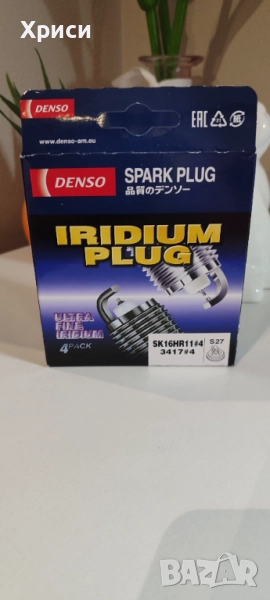 Хриси
DENSO
www.denso-am.eu
EAC
DENSO
SPARK PLUG
品質のデンソー
IRIDIUM
PLUG
ULTRA
FINE
IRIDIUM
4PACK
SK16HR11#4
3417#4
S27
BAZAR